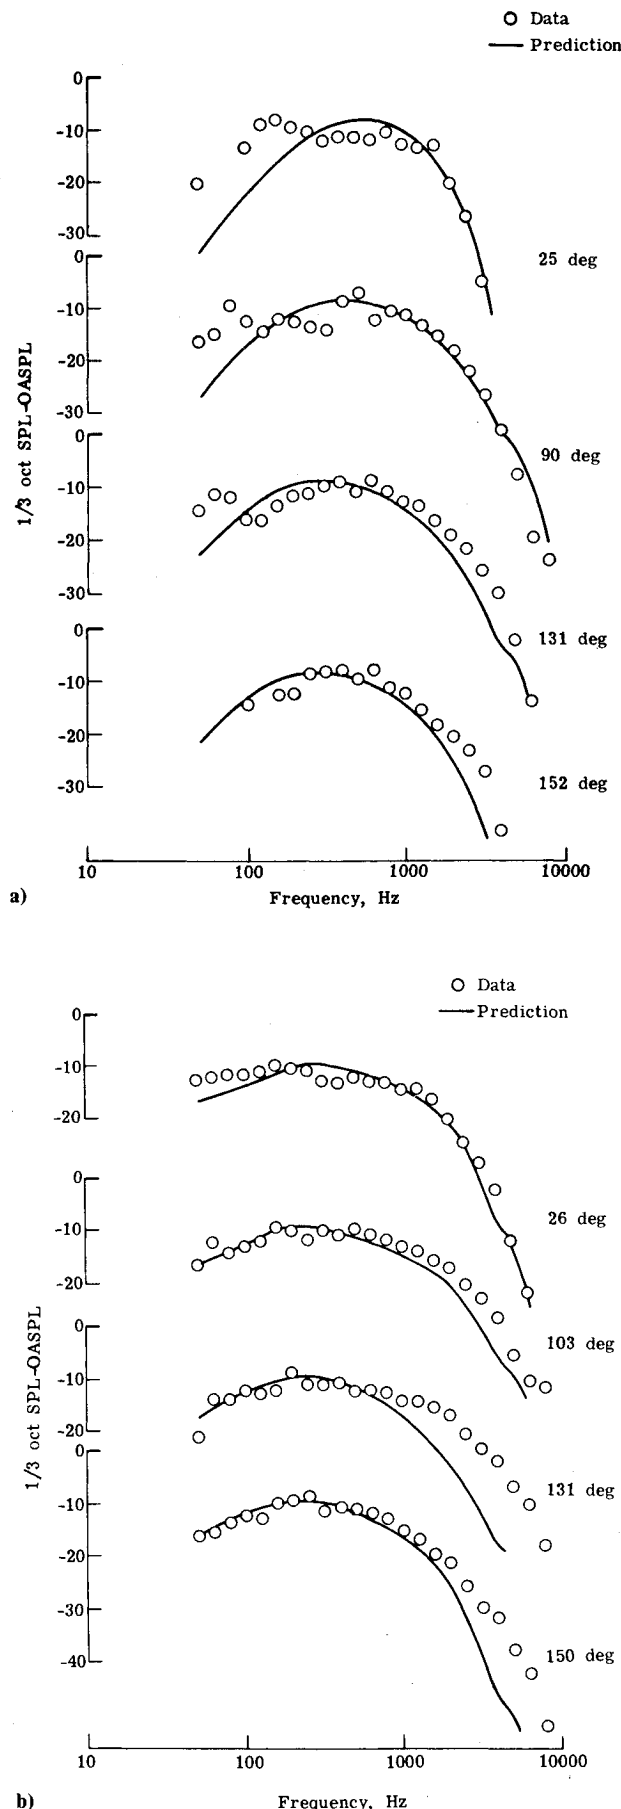 Data
Prediction
0
-10
-20
-30
25 deg
0
-10
-20
-30
90 deg
0
-10
-20
-30
131 deg
0
-10
-20
-30
152 deg
1/3 oct SPL-OASPL
10
100
1000
10000
a)
Frequency, Hz
Data
Prediction
0
-10
-20
26 deg
0
-10
-20
103 deg
0
-10
-20
131 deg
0
-10
-20
-30
-40
150 deg
1/3 oct SPL-OASPL
10
100
1000
10000
b)
Frequency, Hz